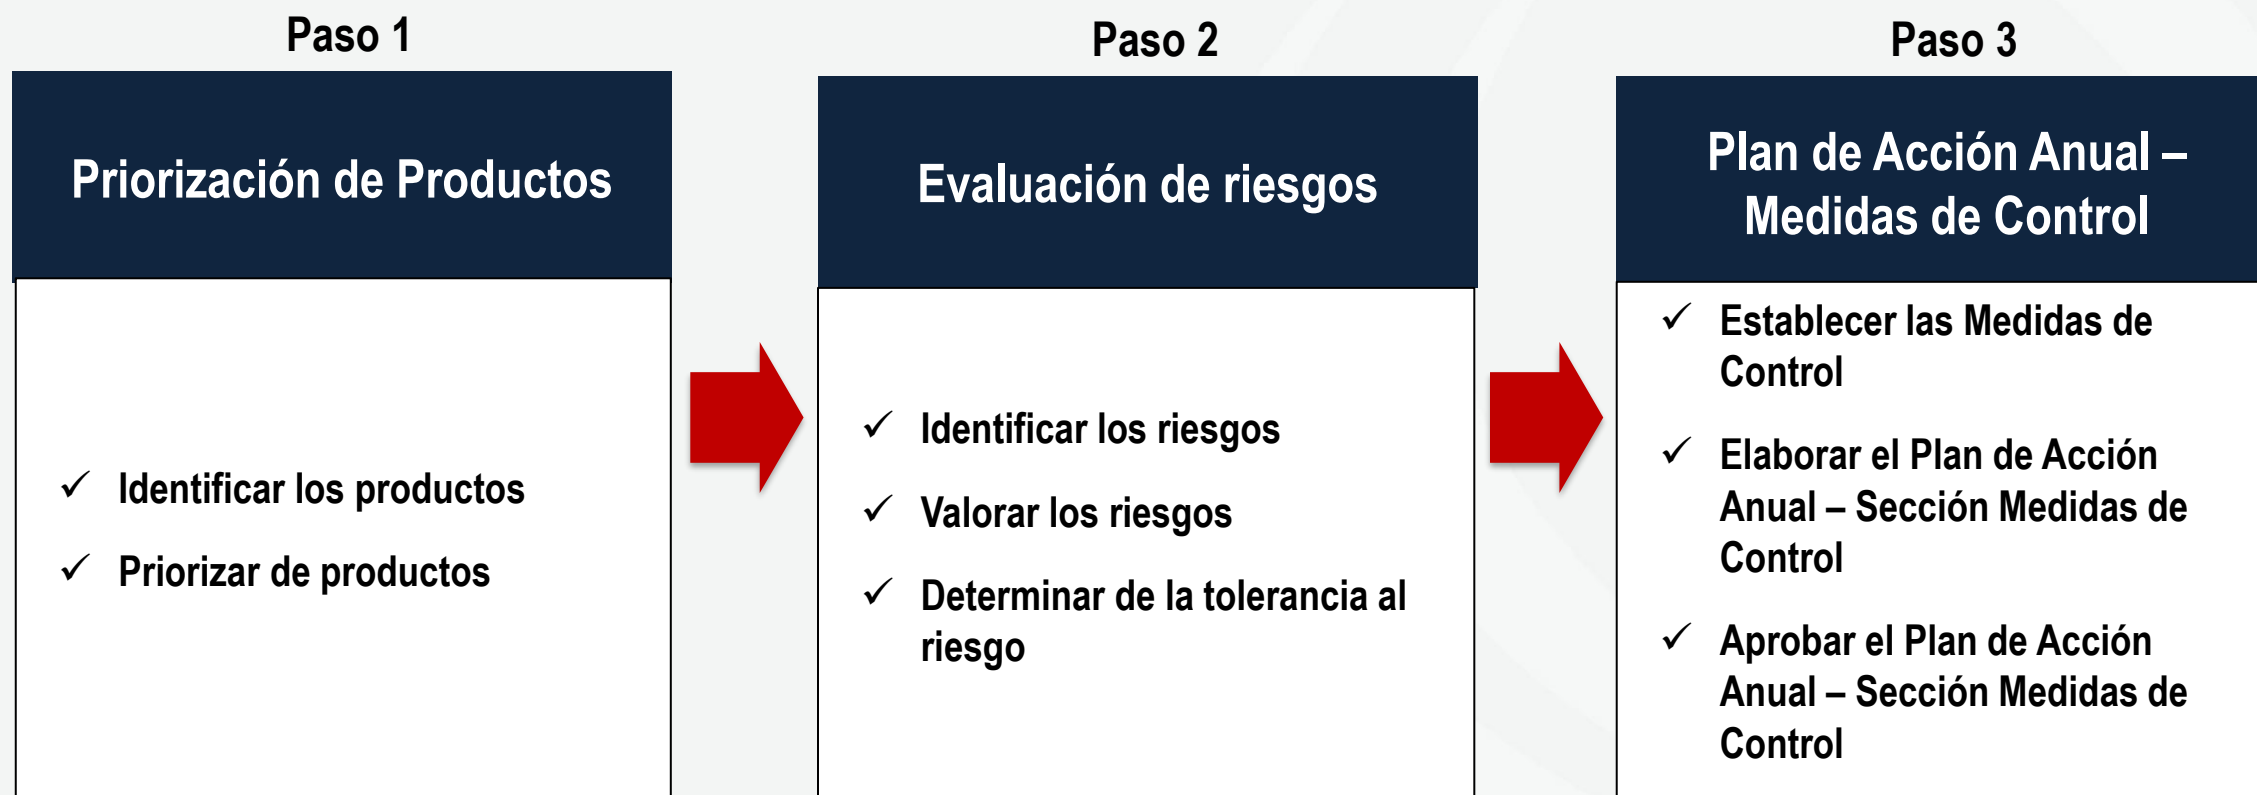 Paso 1
Priorización de Productos
✓ Identificar los productos
✓ Priorizar de productos
Paso 2
Evaluación de riesgos
✓ Identificar los riesgos
✓ Valorar los riesgos
✓ Determinar de la tolerancia al
riesgo
Paso 3
Plan de Acción Anual –
Medidas de Control
✓ Establecer las Medidas de
Control
✓ Elaborar el Plan de Acción
Anual – Sección Medidas de
Control
✓ Aprobar el Plan de Acción
Anual – Sección Medidas de
Control